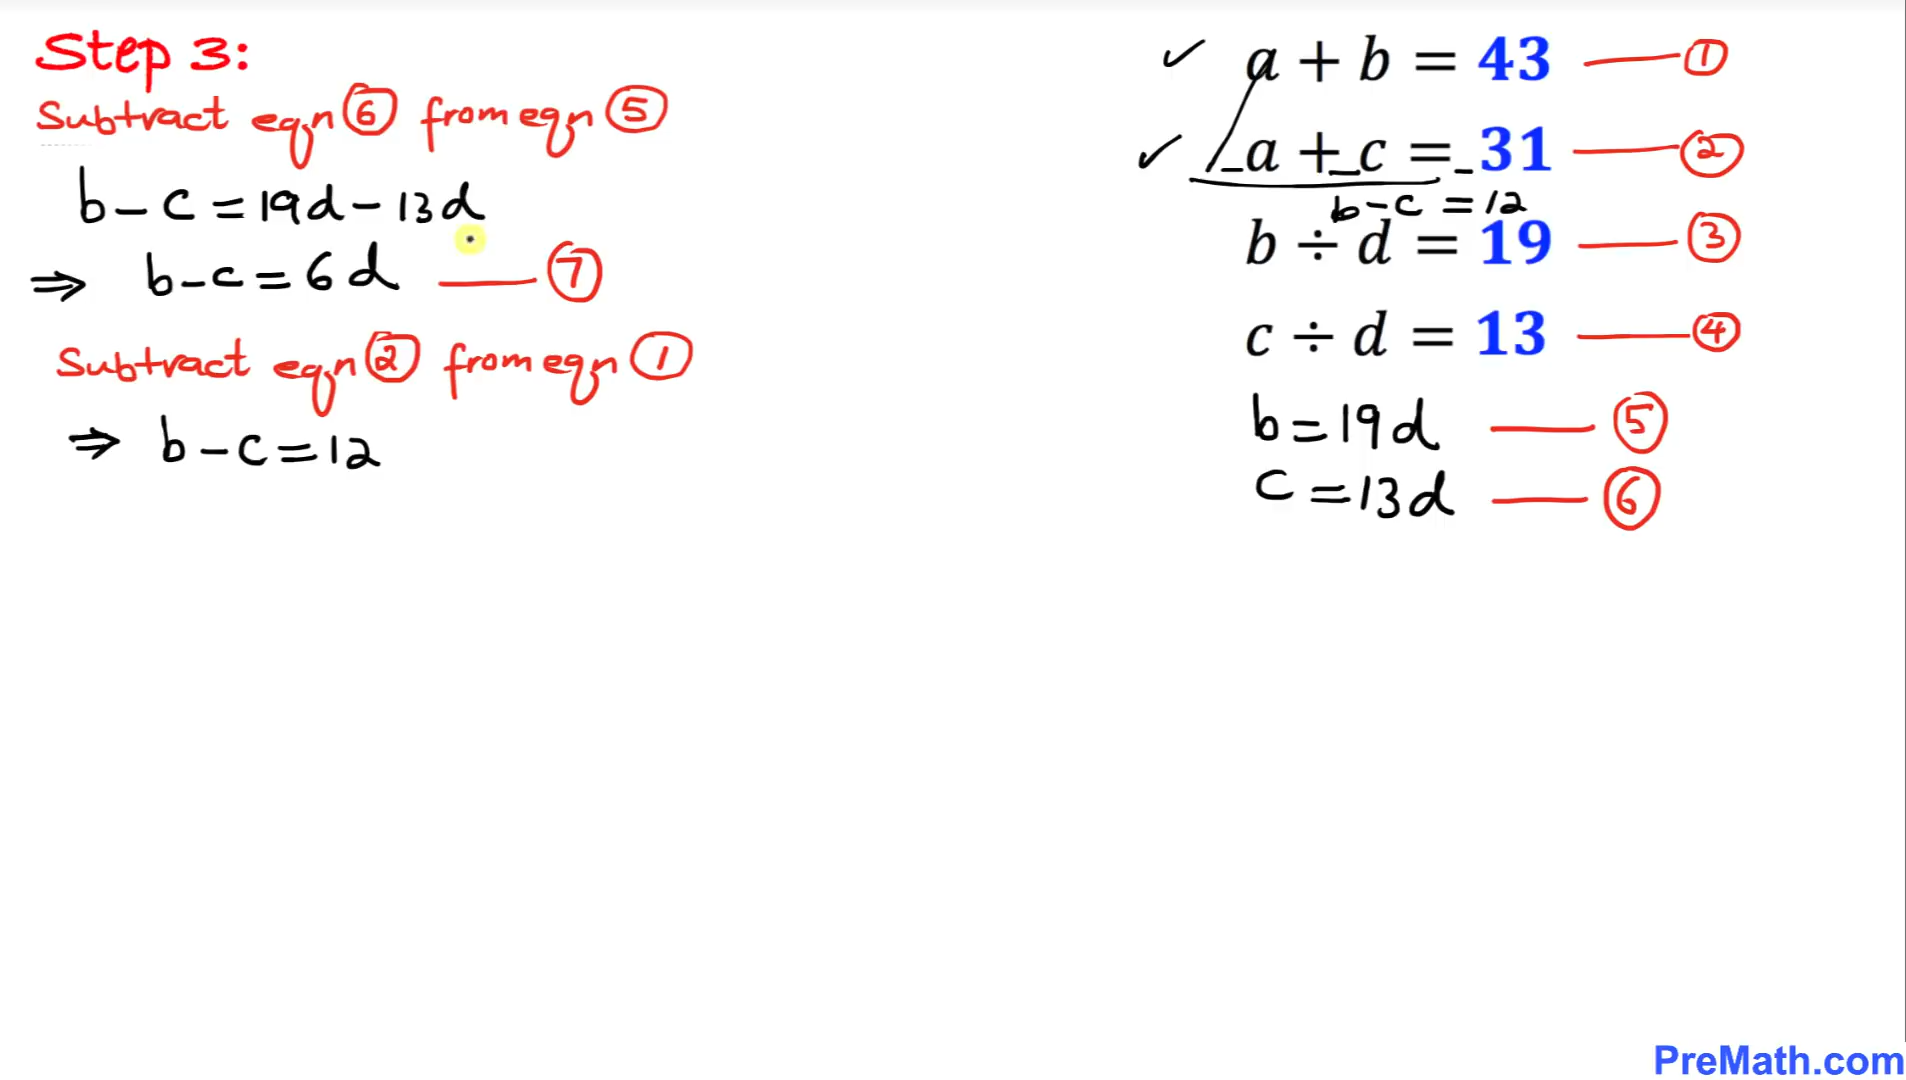 Step 3:
Subtract eqn ⑥ from eqn ⑤
b - c = 19d - 13d
⇒ b - c = 6d —— ⑦
Subtract eqn ② from eqn ①
⇒ b - c = 12
✓ a + b = 43 —— ①
✓ -a + c = -31 —— ②
b - c = 12
b ÷ d = 19 —— ③
c ÷ d = 13 —— ④
b = 19d —— ⑤
c = 13d —— ⑥
PreMath.com